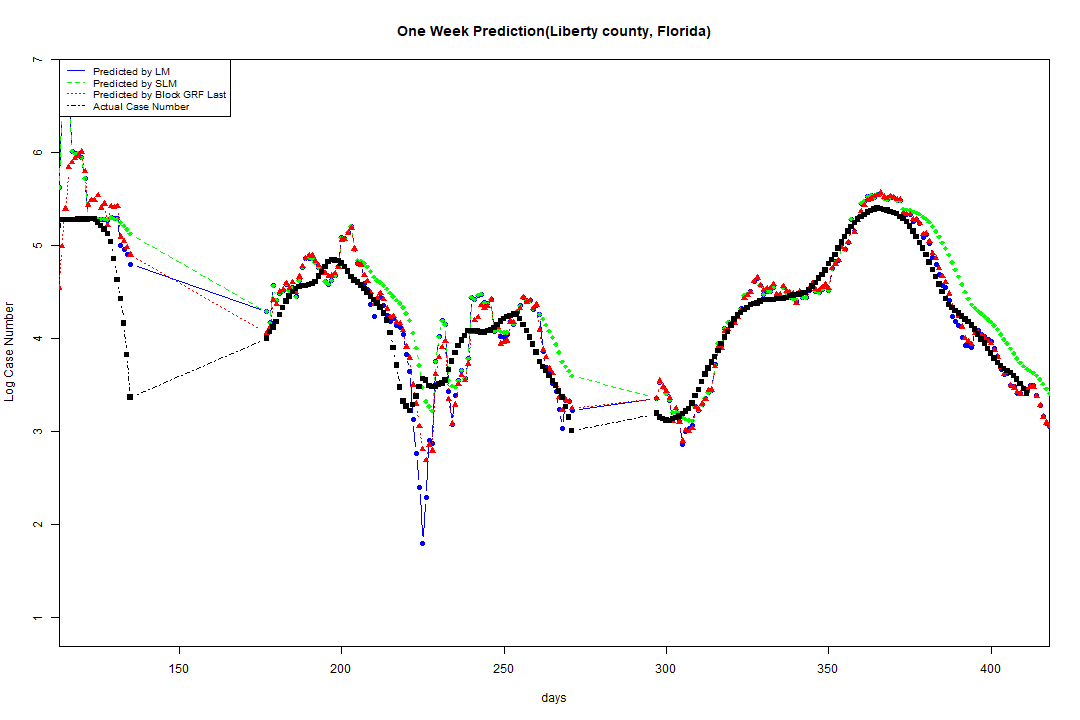 One Week Prediction(Liberty county, Florida)
Predicted by LM
Predicted by SLM
Predicted by Block GRF Last
Actual Case Number
7
6
5
4
3
2
1
Log Case Number
150
200
250
300
350
400
days